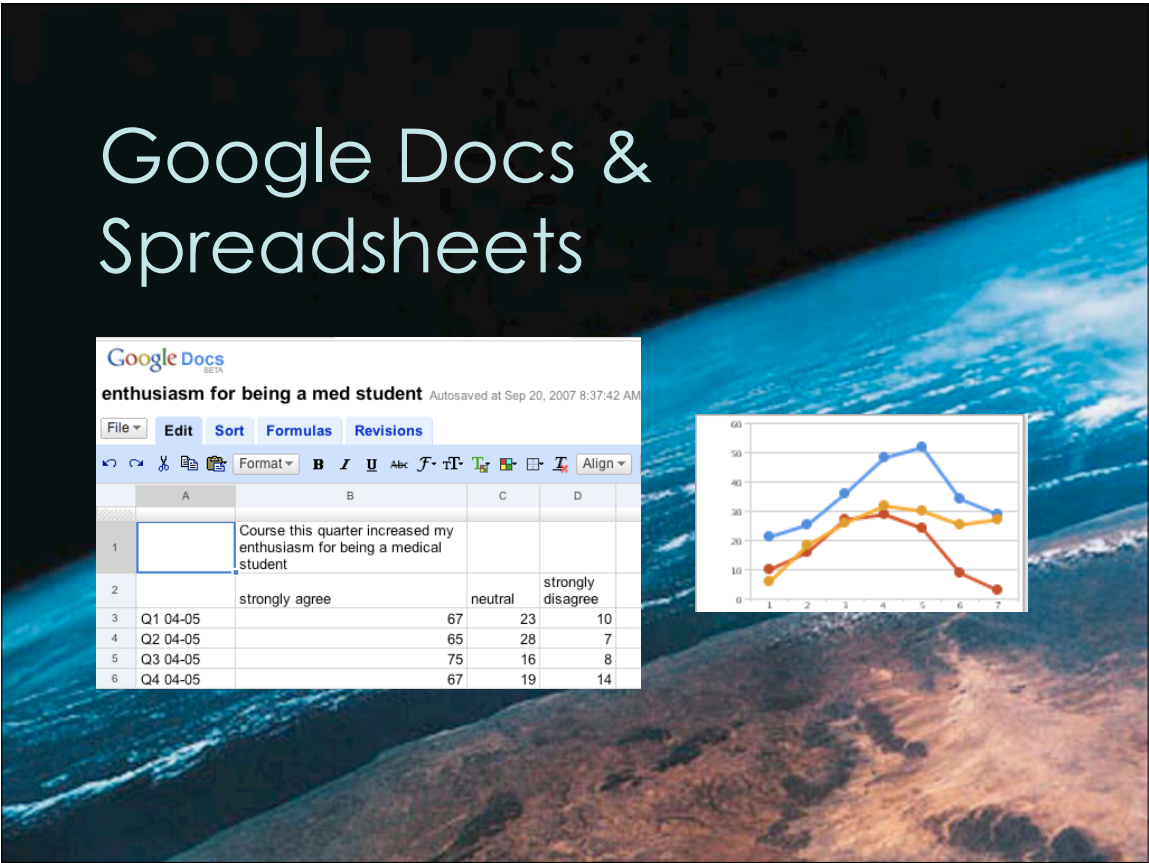 Google Docs &
Spreadsheets
Google Docs
BETA
enthusiasm for being a med student Autosaved at Sep 20, 2007 8:37:42 AM
File Edit Sort Formulas Revisions
Format B I U Abc F TT T Align
A B C D
1 Course this quarter increased my
enthusiasm for being a medical
student
2 strongly agree neutral strongly
disagree
3 Q1 04-05 67 23 10
4 Q2 04-05 65 28 7
5 Q3 04-05 75 16 8
6 Q4 04-05 67 19 14
60
50
40
30
20
10
0
1 2 3 4 5 6 7